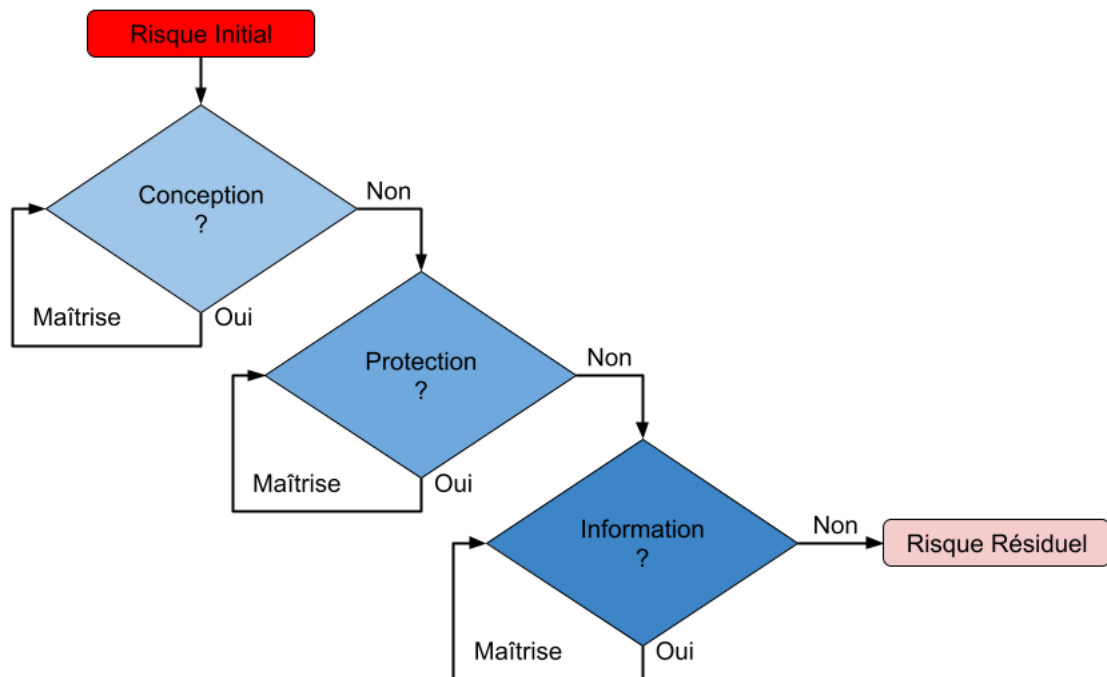 Risque Initial
Conception
?
Non
Maîtrise
Oui
Protection
?
Non
Maîtrise
Oui
Information
?
Non
Risque Résiduel
Maîtrise
Oui